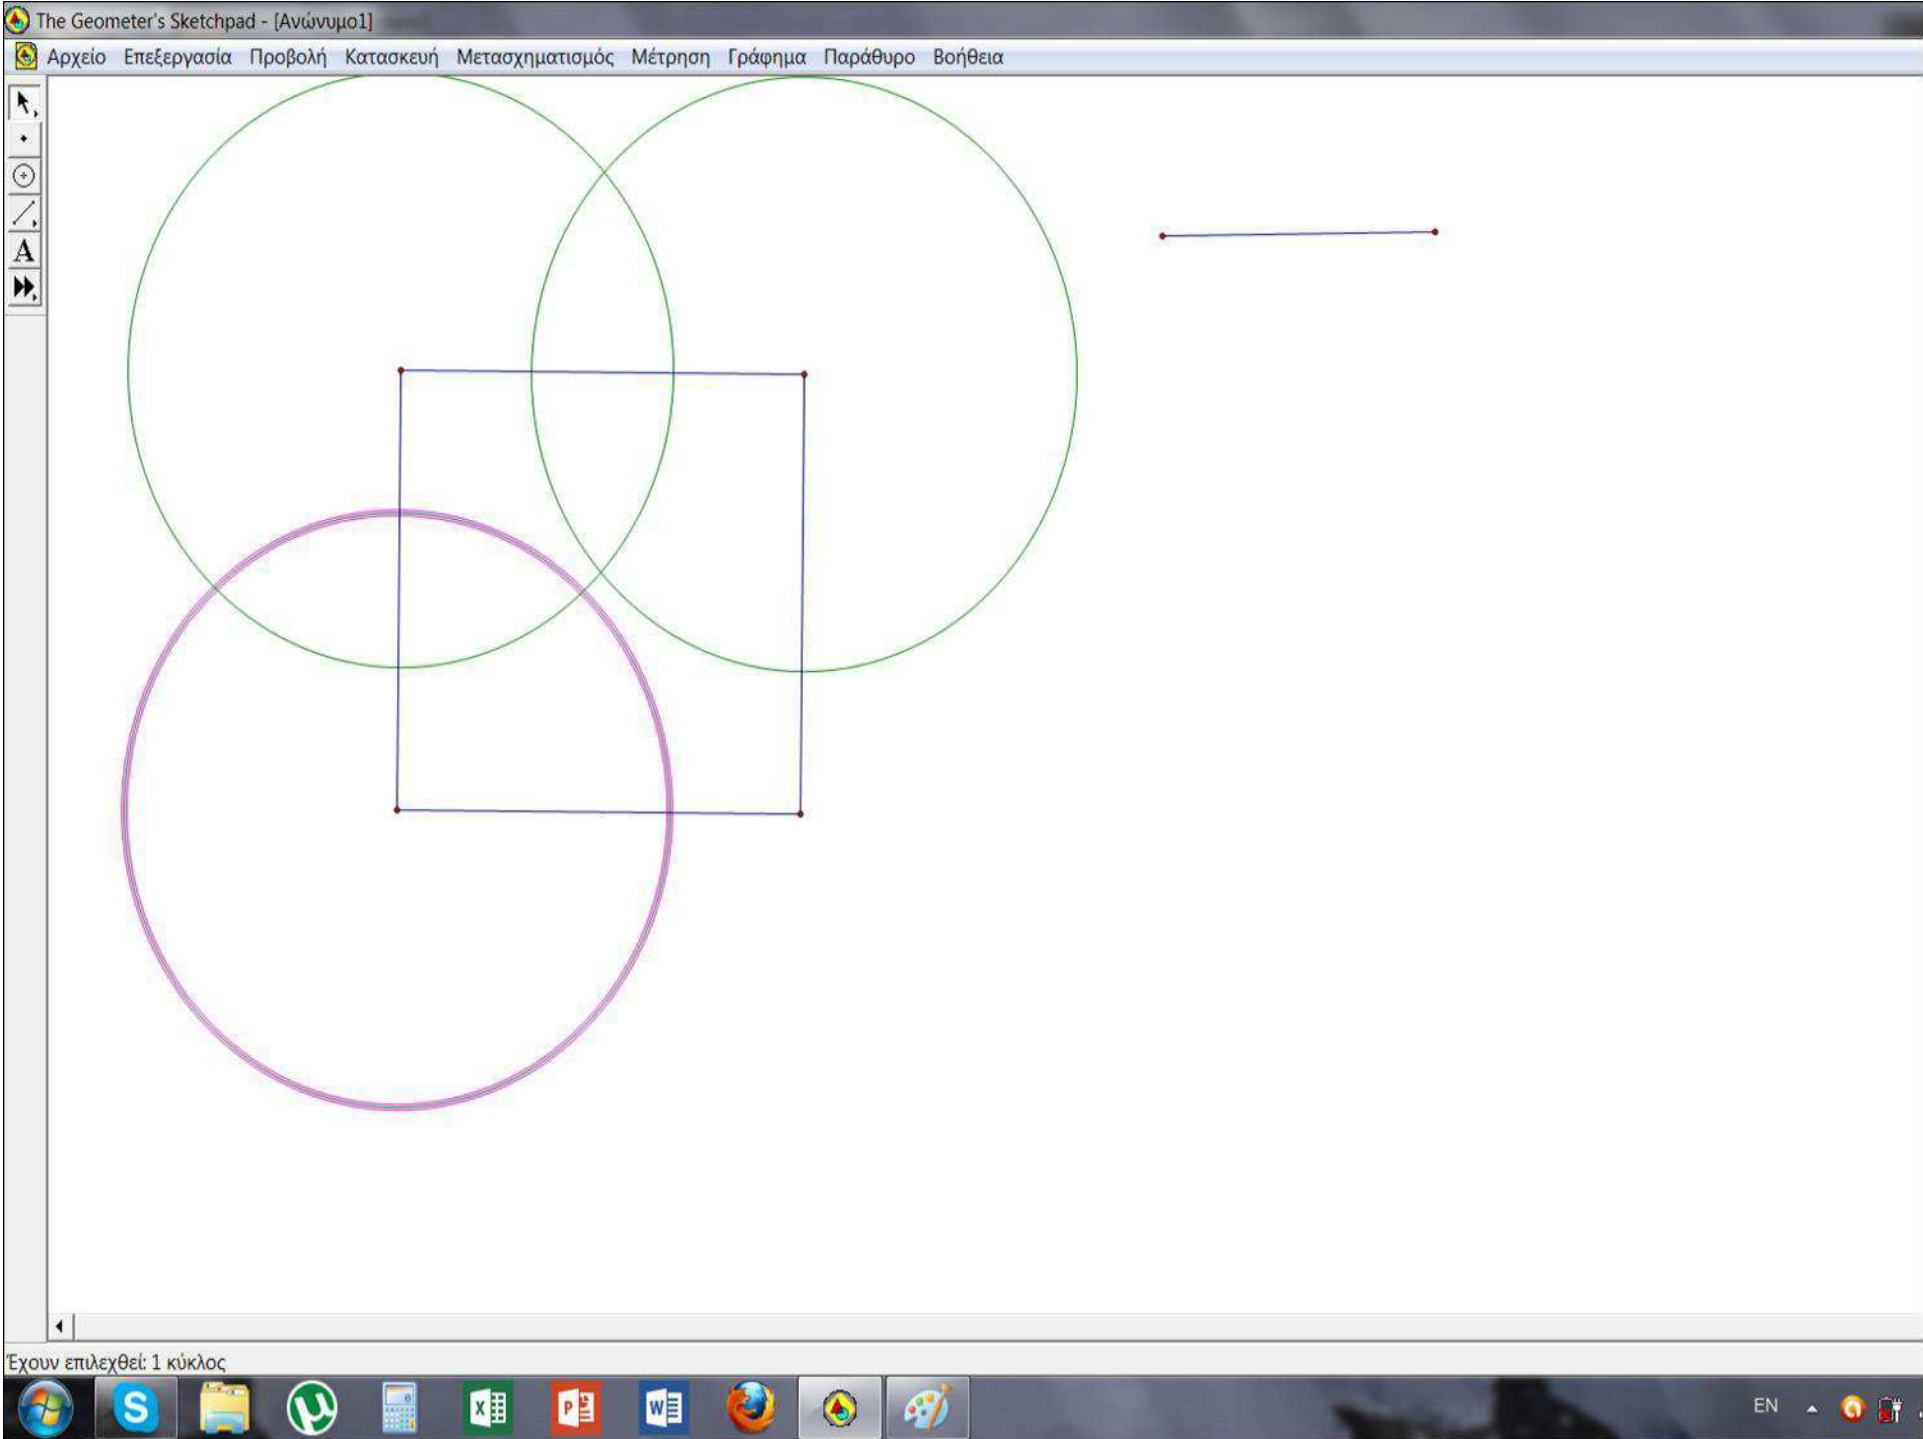 The Geometer's Sketchpad - [Ανώνυμο1]
Αρχείο Επεξεργασία Προβολή Κατασκευή Μετασχηματισμός Μέτρηση Γράφημα Παράθυρο Βοήθεια
A
Έχουν επιλεχθεί: 1 κύκλος
EN